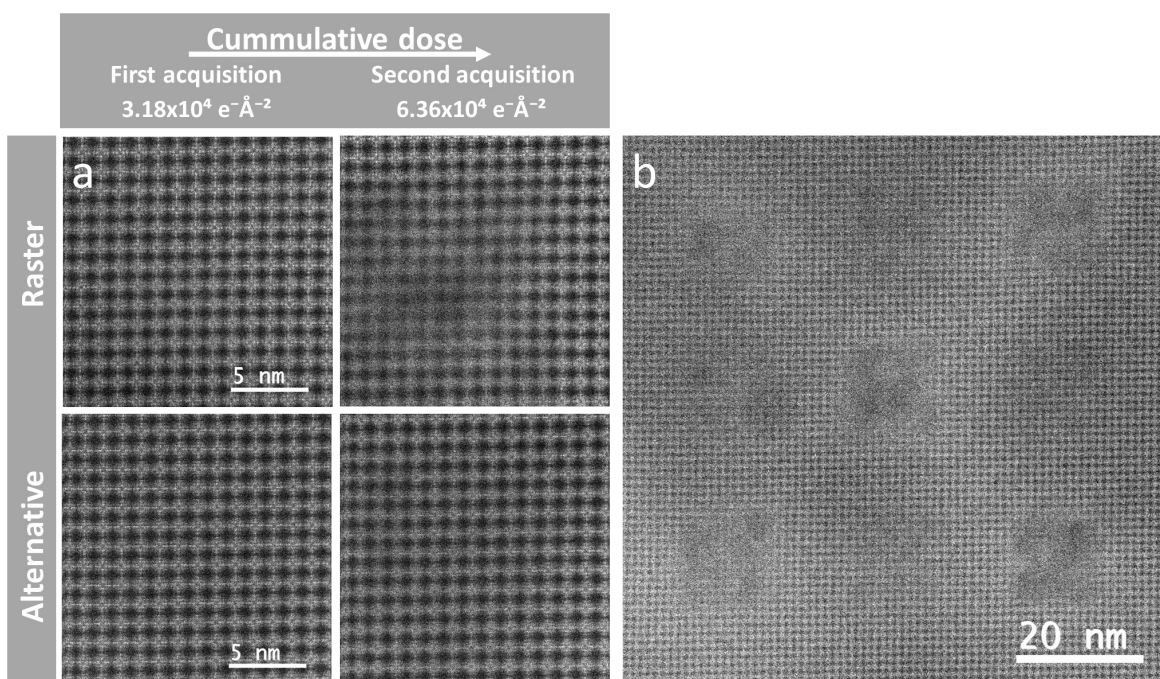 Cummulative dose
First acquisition
3.18x10⁴ e⁻Å⁻²
Second acquisition
6.36x10⁴ e⁻Å⁻²
Raster
Alternative
a
5 nm
5 nm
b
20 nm